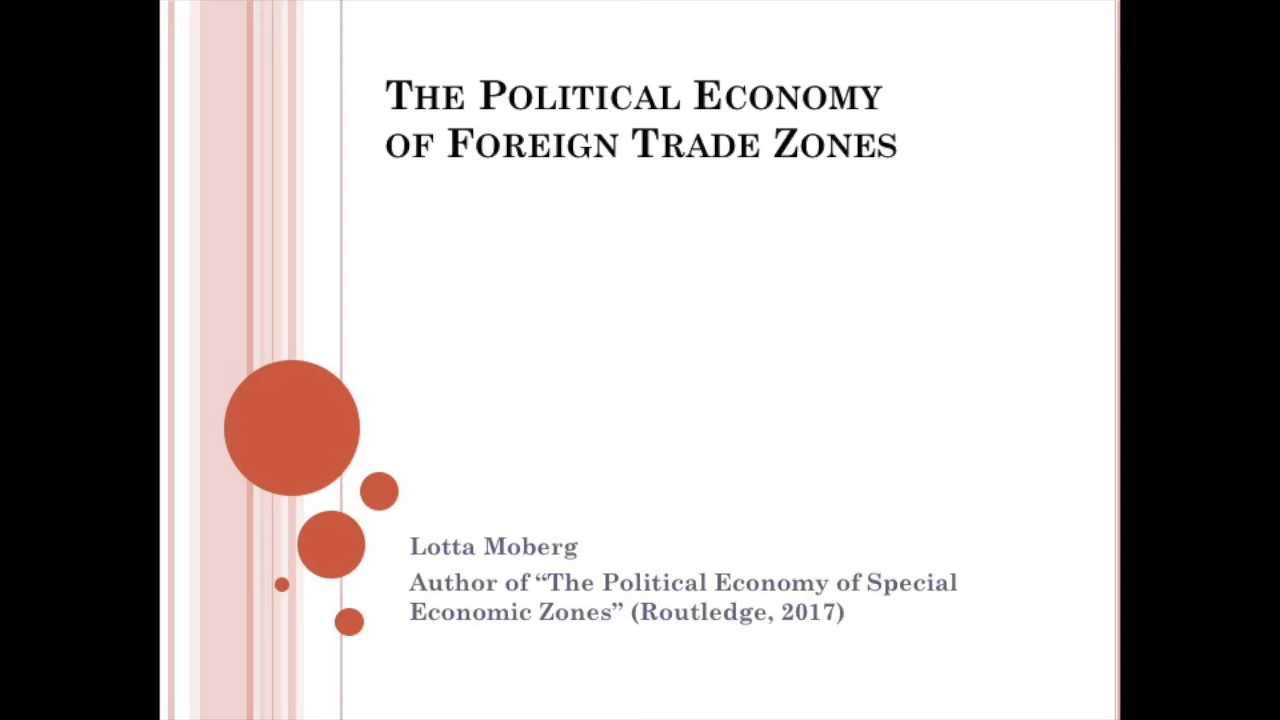 The Political Economy
of Foreign Trade Zones
Lotta Moberg
Author of “The Political Economy of Special
Economic Zones” (Routledge, 2017)